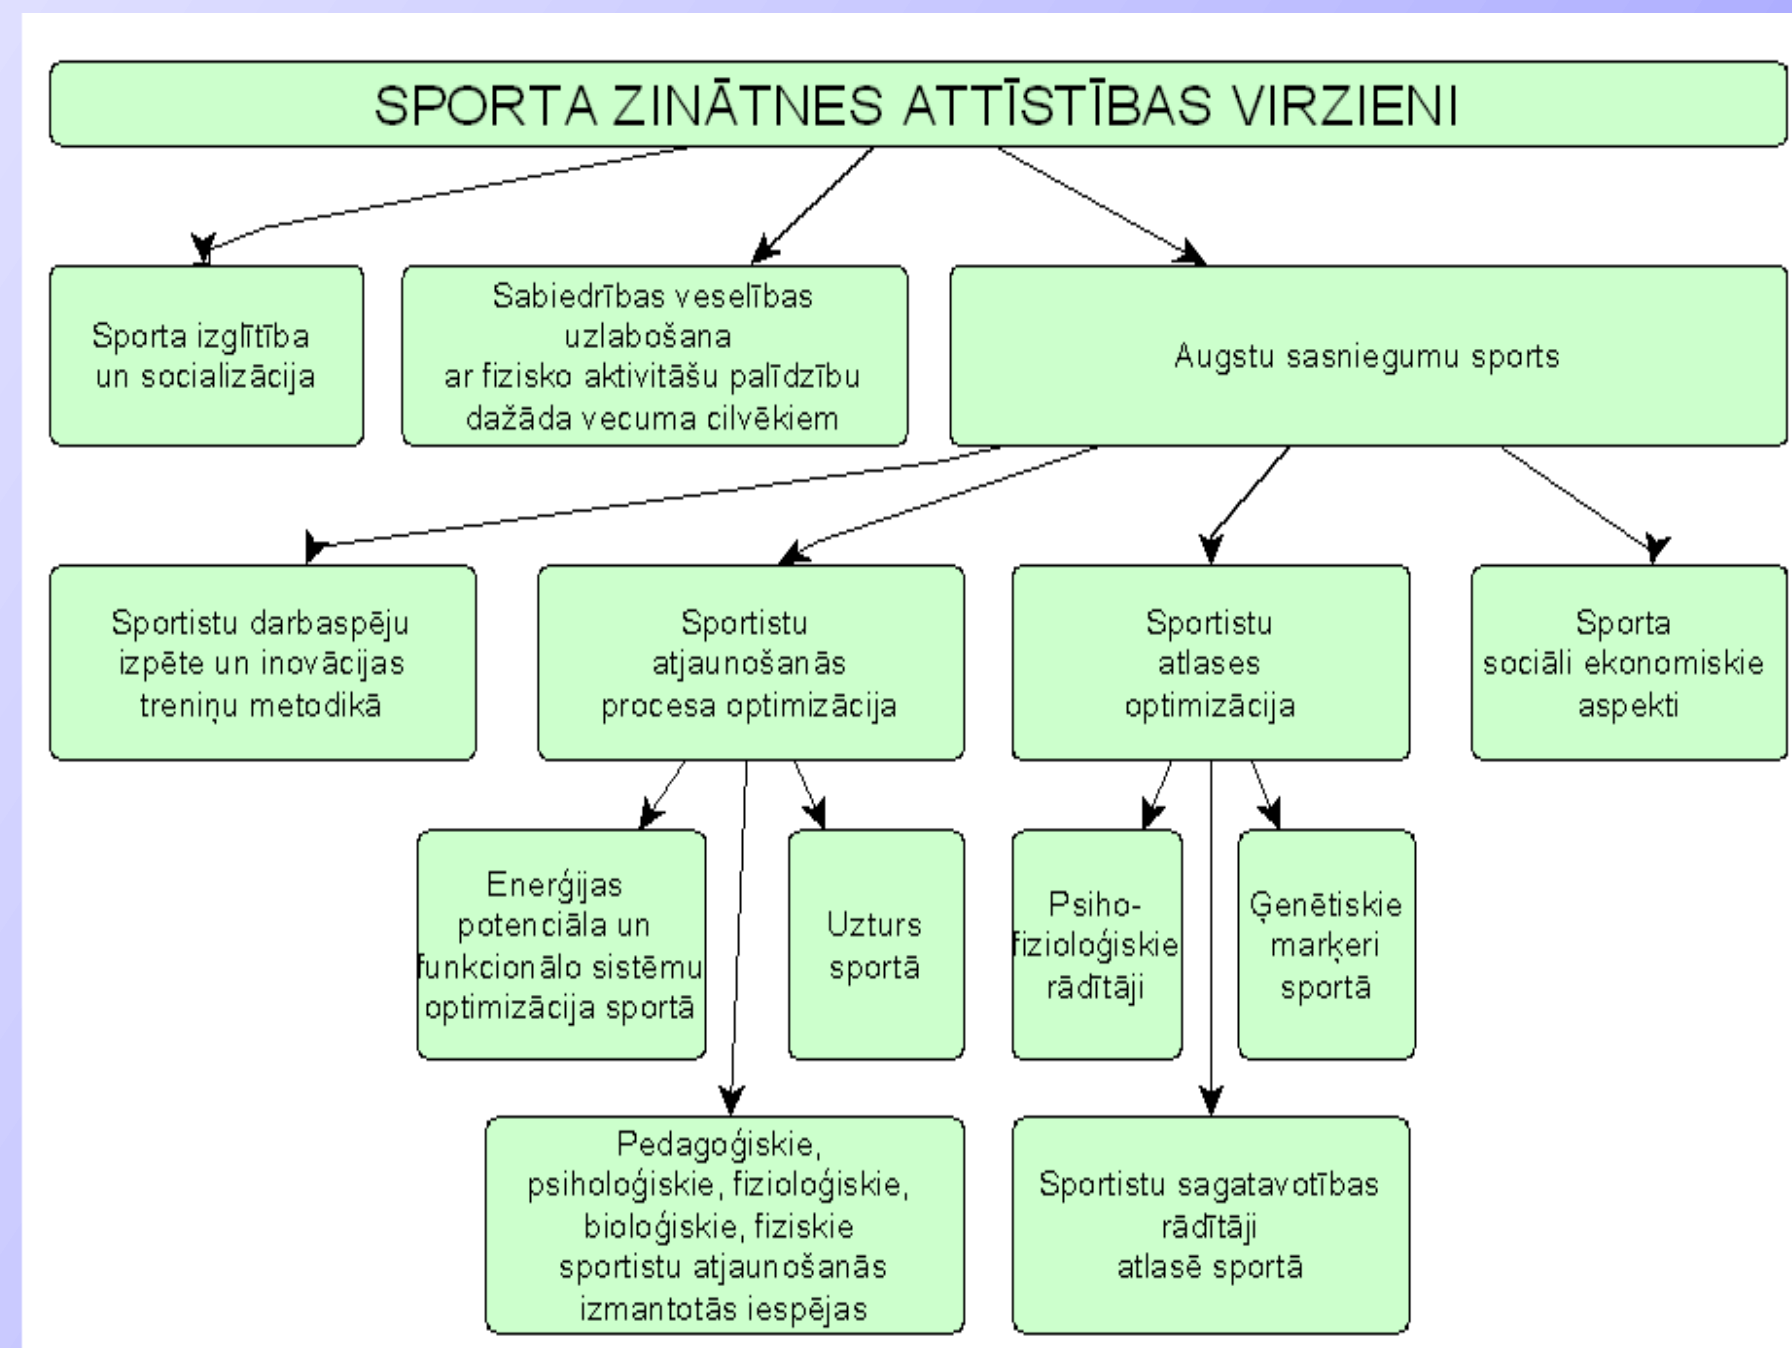 SPORTA ZINĀTNES ATTĪSTĪBAS VIRZIENI
Sporta izglītība
un socializācija
Sabiedrības veselības
uzlabošana
ar fizisko aktivitāšu palīdzību
dažāda vecuma cilvēkiem
Augstu sasniegumu sports
Sportistu darbaspēju
izpēte un inovācijas
treniņu metodikā
Sportistu
atjaunošanās
procesa optimizācija
Sportistu
atlases
optimizācija
Sporta
sociāli ekonomiskie
aspekti
Enerģijas
potenciāla un
funkcionālo sistēmu
optimizācija sportā
Uzturs
sportā
Psiho-
fizioloģiskie
rādītāji
Ģenētiskie
marķeri
sportā
Pedagoģiskie,
psiholoģiskie, fizioloģiskie,
bioloģiskie, fiziskie
sportistu atjaunošanās
izmantotās iespējas
Sportistu sagatavotības
rādītāji
atlasē sportā